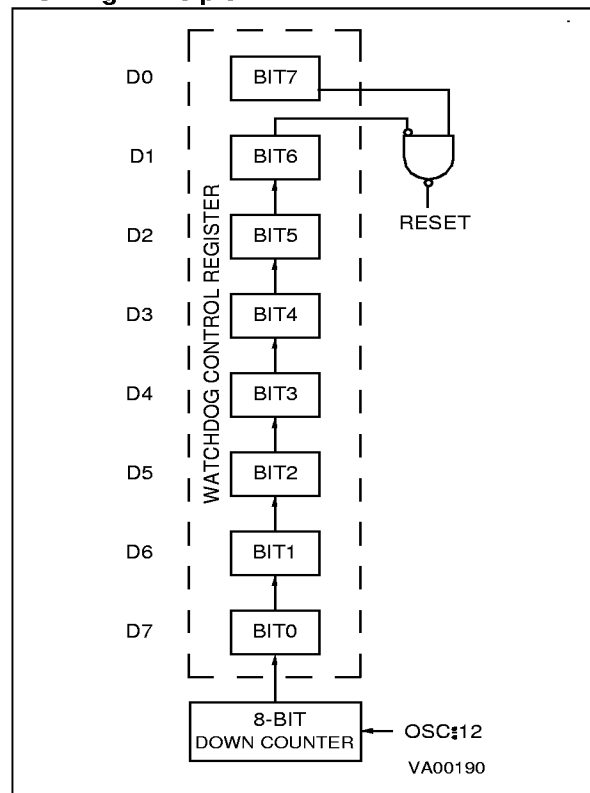 D0 BIT7
D1 BIT6
RESET
D2 BIT5
D3 BIT4
D4 BIT3
D5 BIT2
D6 BIT1
D7 BIT0
WATCHDOG CONTROL REGISTER
8-BIT
DOWN COUNTER
OSC÷12
VA00190